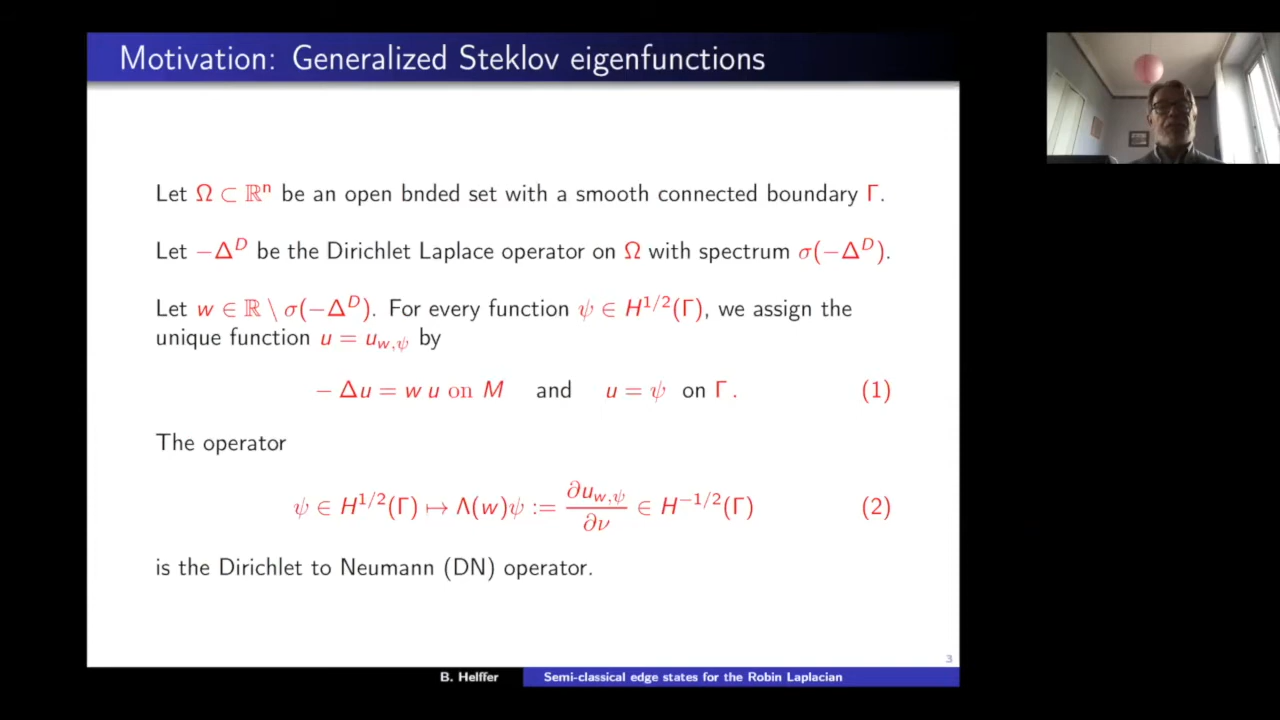 Motivation: Generalized Steklov eigenfunctions
Let Ω ⊂ ℝⁿ be an open bnded set with a smooth connected boundary Γ.
Let −Δ^D be the Dirichlet Laplace operator on Ω with spectrum σ(−Δ^D).
Let w ∈ ℝ \ σ(−Δ^D). For every function ψ ∈ H^{1/2}(Γ), we assign the
unique function u = u_{w,ψ} by
− Δu = w u on M and u = ψ on Γ . (1)
The operator
ψ ∈ H^{1/2}(Γ) ↦ Λ(w)ψ := ∂u_{w,ψ}/∂ν ∈ H^{−1/2}(Γ) (2)
is the Dirichlet to Neumann (DN) operator.
3
B. Helffer Semi-classical edge states for the Robin Laplacian